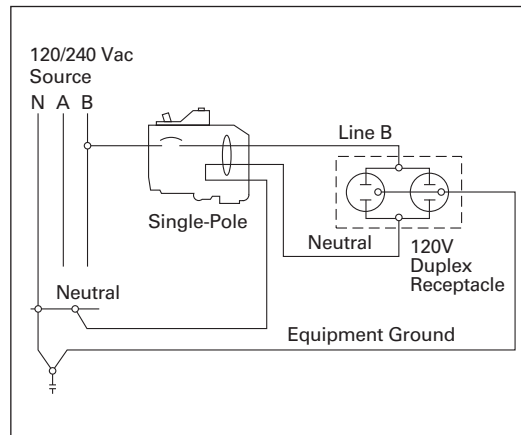 120/240 Vac
Source
N A B
Line B
Single-Pole
Neutral
120V
Duplex
Receptacle
Neutral
Equipment Ground